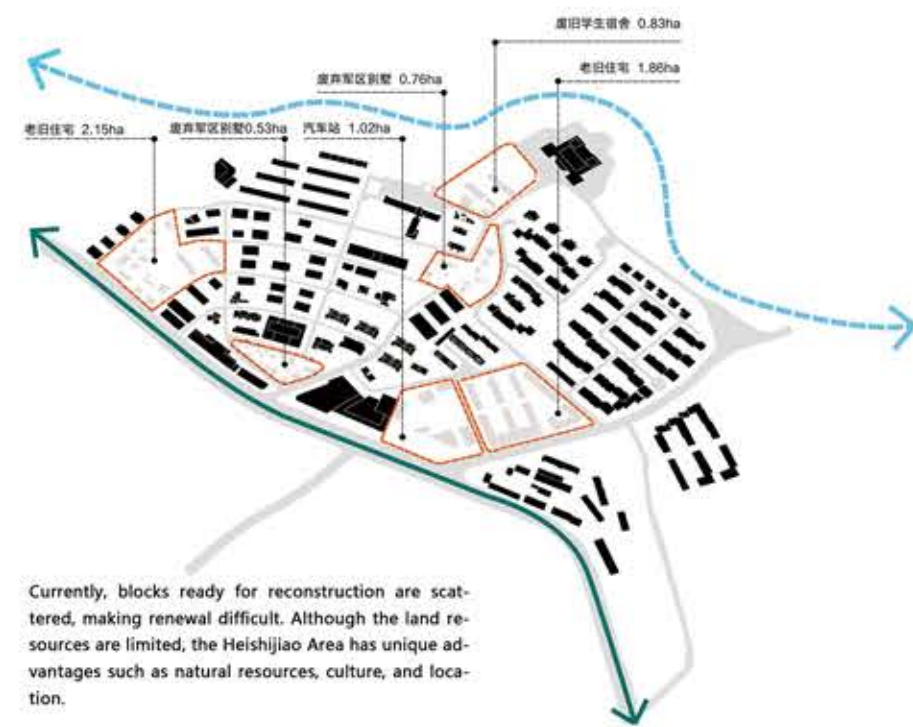 废旧学生宿舍 0.83ha
老旧住宅 1.86ha
废弃军区别墅 0.76ha
老旧住宅 2.15ha
废弃军区别墅0.53ha
汽车站 1.02ha
Currently, blocks ready for reconstruction are scat-
tered, making renewal difficult. Although the land re-
sources are limited, the Heishijiao Area has unique ad-
vantages such as natural resources, culture, and loca-
tion.